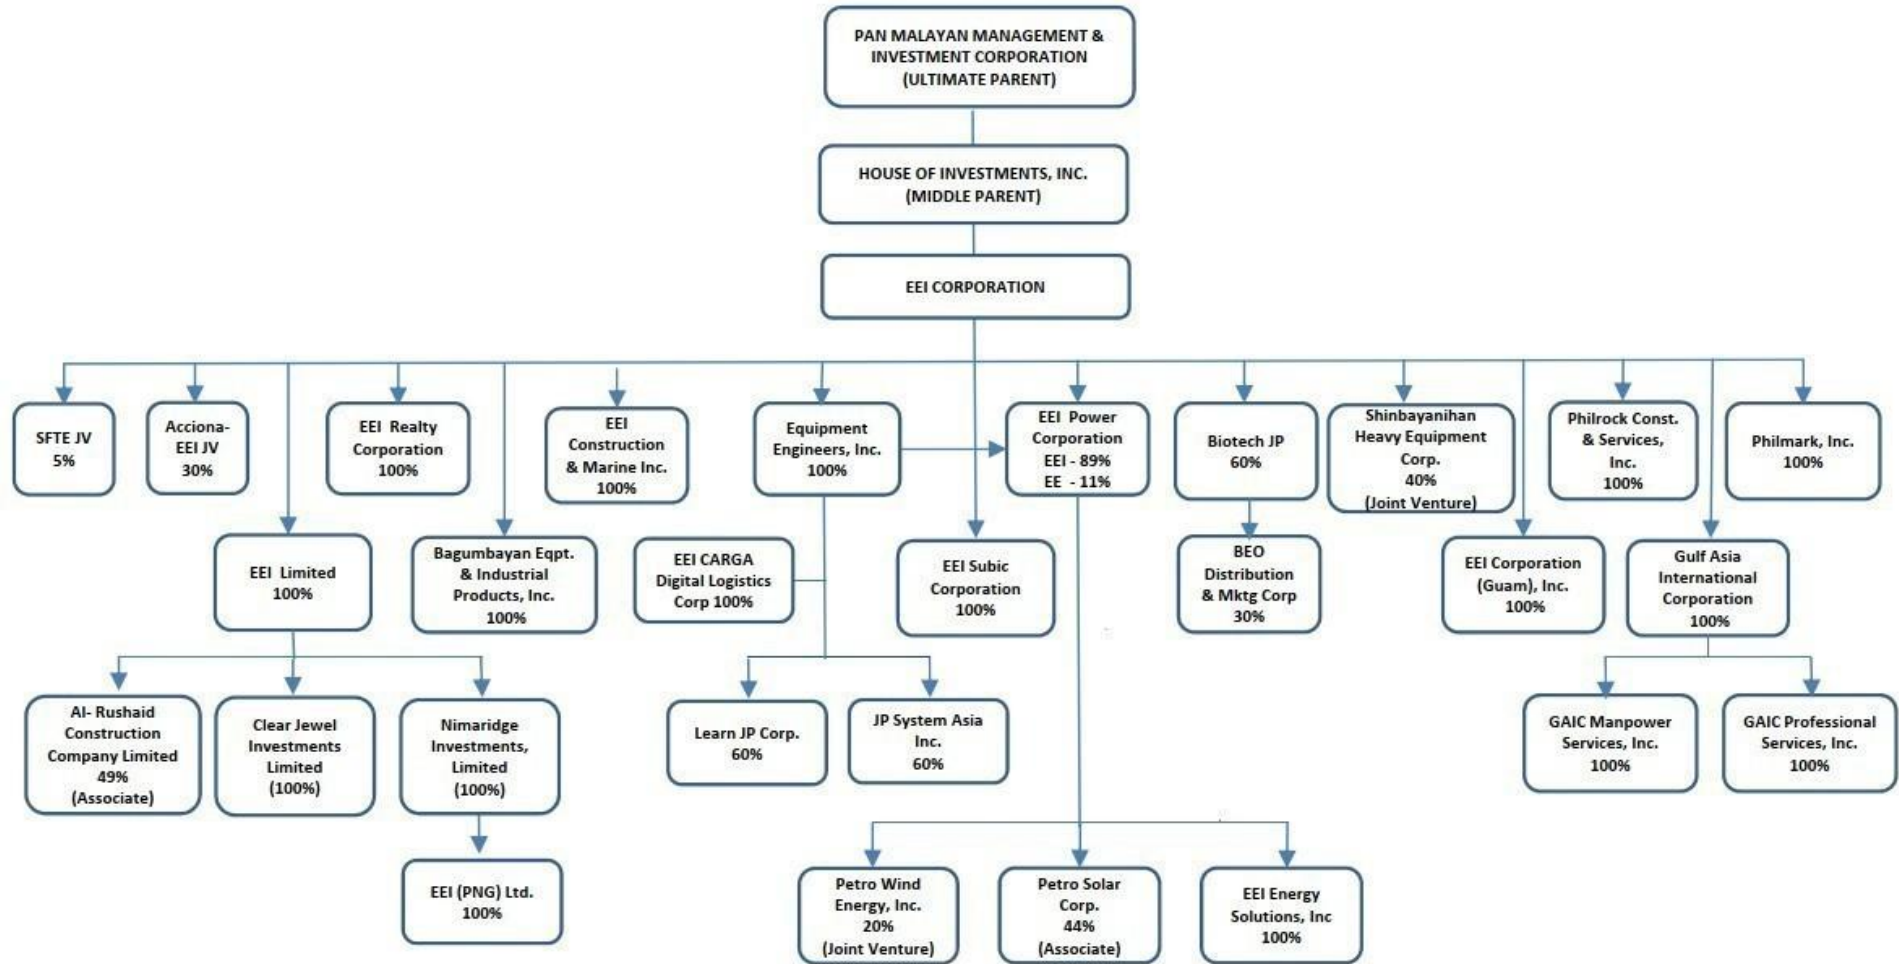 PAN MALAYAN MANAGEMENT &
INVESTMENT CORPORATION
(ULTIMATE PARENT)
HOUSE OF INVESTMENTS, INC.
(MIDDLE PARENT)
EEI CORPORATION
SFTE JV
5%
Acciona-
EEI JV
30%
EEI Realty
Corporation
100%
EEI
Construction
& Marine Inc.
100%
Equipment
Engineers, Inc.
100%
EEI Power
Corporation
EEI - 89%
EE - 11%
Biotech JP
60%
Shinbayanihan
Heavy Equipment
Corp.
40%
(Joint Venture)
Philrock Const.
& Services,
Inc.
100%
Philmark, Inc.
100%
EEI Limited
100%
Bagumbayan Eqpt.
& Industrial
Products, Inc.
100%
EEI CARGA
Digital Logistics
Corp 100%
EEI Subic
Corporation
100%
BEO
Distribution
& Mktg Corp
30%
EEI Corporation
(Guam), Inc.
100%
Gulf Asia
International
Corporation
100%
Al- Rushaid
Construction
Company Limited
49%
(Associate)
Clear Jewel
Investments
Limited
(100%)
Nimaridge
Investments,
Limited
(100%)
Learn JP Corp.
60%
JP System Asia
Inc.
60%
GAIC Manpower
Services, Inc.
100%
GAIC Professional
Services, Inc.
100%
EEI (PNG) Ltd.
100%
Petro Wind
Energy, Inc.
20%
(Joint Venture)
Petro Solar
Corp.
44%
(Associate)
EEI Energy
Solutions, Inc
100%